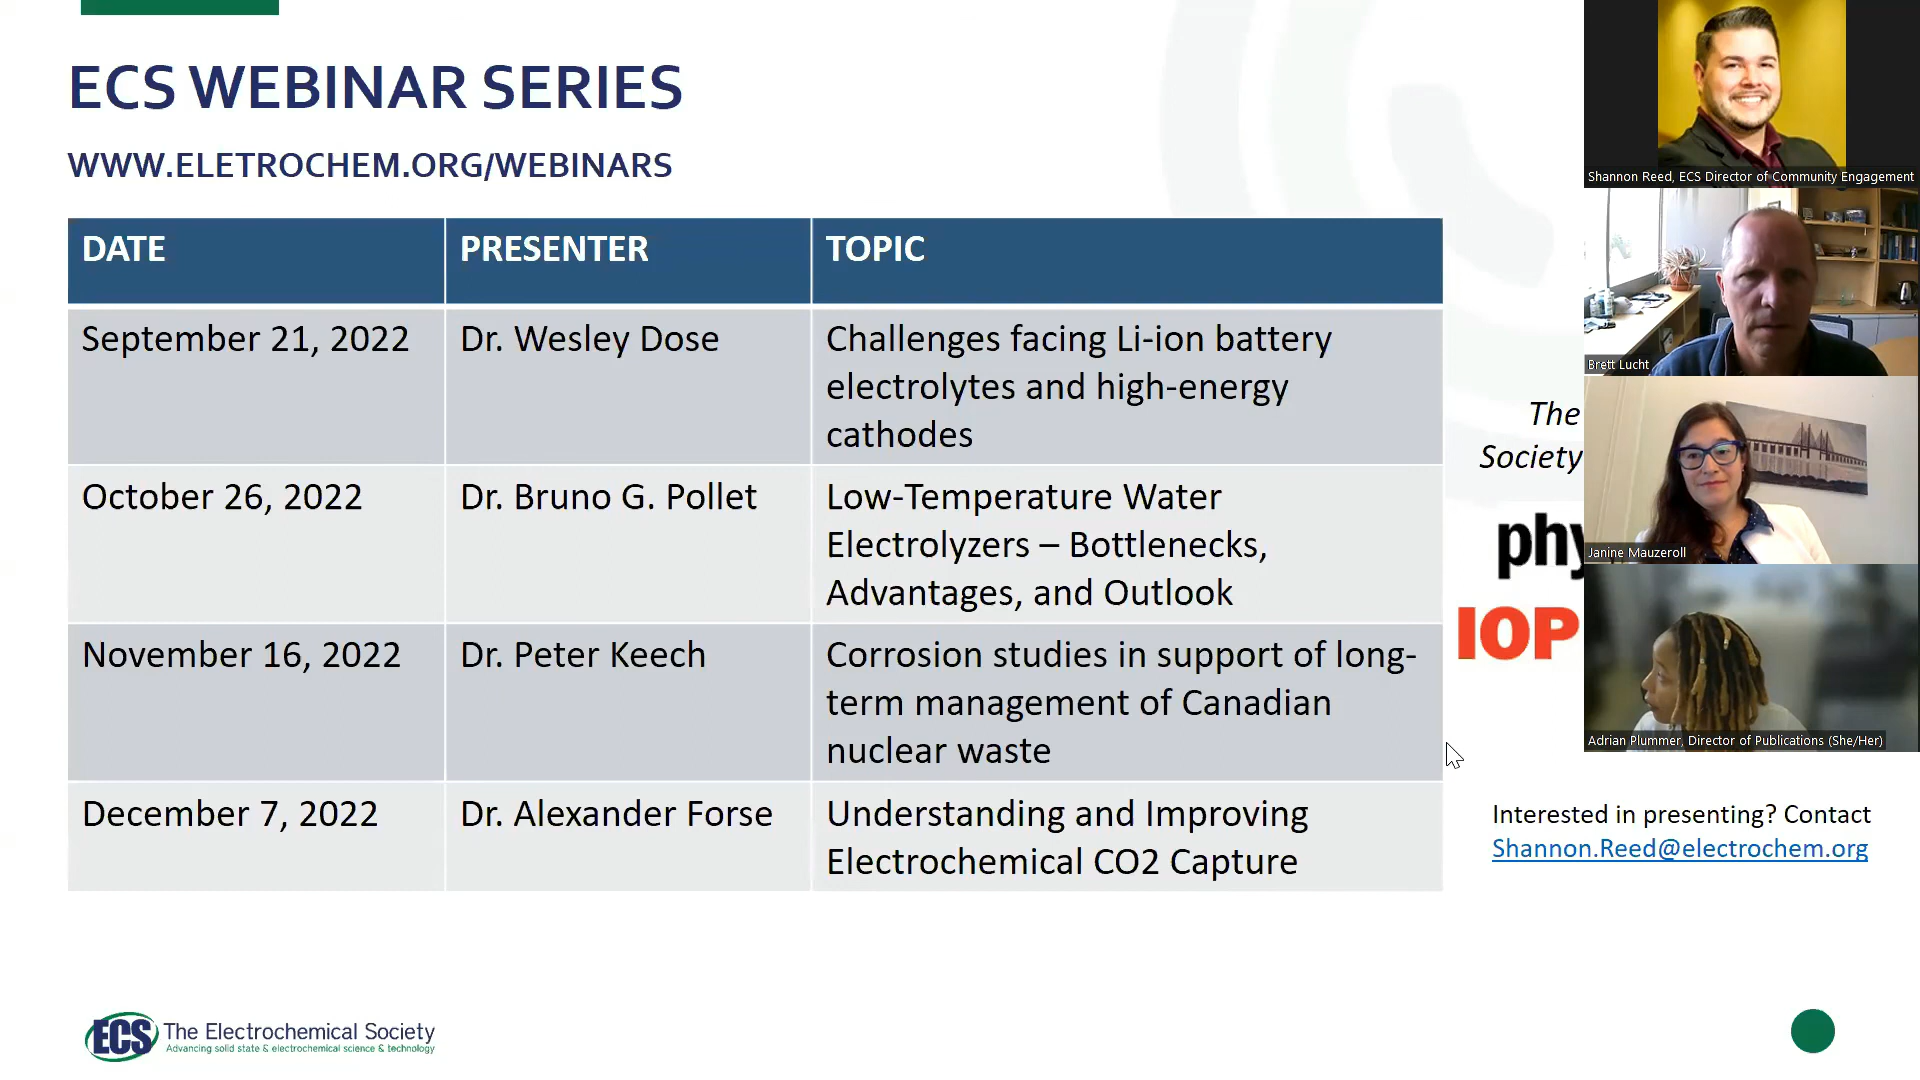 ECS WEBINAR SERIES
WWW.ELETROCHEM.ORG/WEBINARS
DATE PRESENTER TOPIC
September 21, 2022 Dr. Wesley Dose Challenges facing Li-ion battery
electrolytes and high-energy
cathodes
October 26, 2022 Dr. Bruno G. Pollet Low-Temperature Water
Electrolyzers – Bottlenecks,
Advantages, and Outlook
November 16, 2022 Dr. Peter Keech Corrosion studies in support of long-
term management of Canadian
nuclear waste
December 7, 2022 Dr. Alexander Forse Understanding and Improving
Electrochemical CO2 Capture
The
Society
phy
IOP
Shannon Reed, ECS Director of Community Engagement
Brett Lucht
Janine Mauzeroll
Adrian Plummer, Director of Publications (She/Her)
Interested in presenting? Contact
Shannon.Reed@electrochem.org
ECS The Electrochemical Society
Advancing solid state & electrochemical science & technology